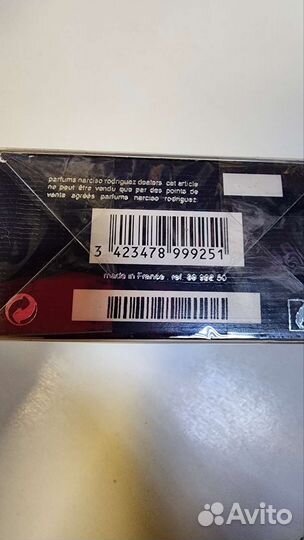 parfums narciso rodriguez dealers cet article
ne peut être vendu que par des points de
vente agréés parfums narciso rodriguez
3 423478 999251
made in France ref. 89 992 50
Avito